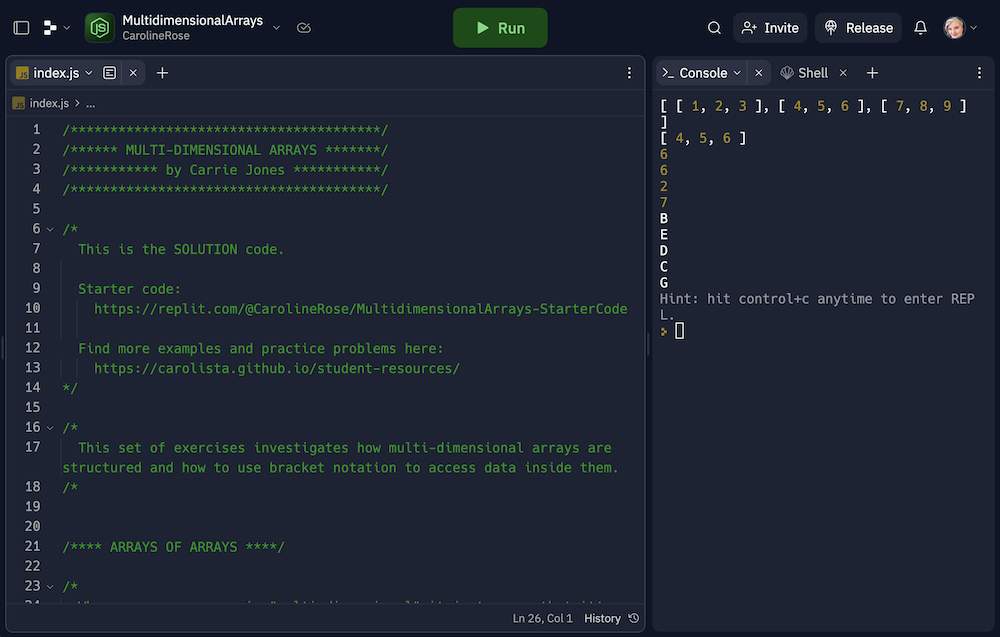 MultidimensionalArrays
CarolineRose
Run
Invite
Release
JS index.js
JS index.js > ...
1 /***************************************/
2 /****** MULTI-DIMENSIONAL ARRAYS *******/
3 /*********** by Carrie Jones ***********/
4 /***************************************/
5
6 /*
7 This is the SOLUTION code.
8
9 Starter code:
10 https://replit.com/@CarolineRose/MultidimensionalArrays-StarterCode
11
12 Find more examples and practice problems here:
13 https://carolista.github.io/student-resources/
14 */
15
16 /*
17 This set of exercises investigates how multi-dimensional arrays are
structured and how to use bracket notation to access data inside them.
18 /*
19
20
21 /**** ARRAYS OF ARRAYS ****/
22
23 /*
Ln 26, Col 1 History
>_ Console
Shell
[ [ 1, 2, 3 ], [ 4, 5, 6 ], [ 7, 8, 9 ]
]
[ 4, 5, 6 ]
6
6
2
7
B
E
D
C
G
Hint: hit control+c anytime to enter REP
L.